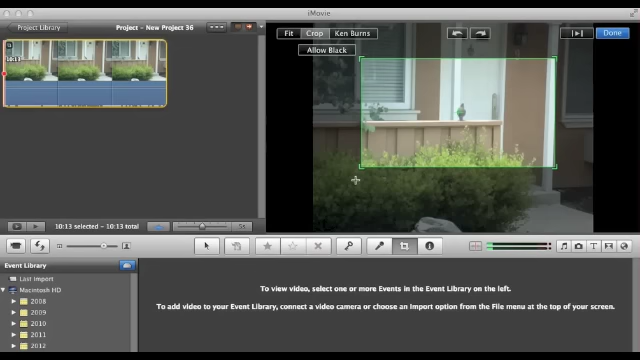 iMovie
Project Library
Project - New Project 36
Fit
Crop
Ken Burns
Done
Allow Black
10:13
10:13 selected - 10:13 total
5s
Event Library
Last Import
Macintosh HD
2008
2009
2010
2011
2012
To view video, select one or more Events in the Event Library on the left.
To add video to your Event Library, connect a video camera or choose an Import option from the File menu at the top of your screen.